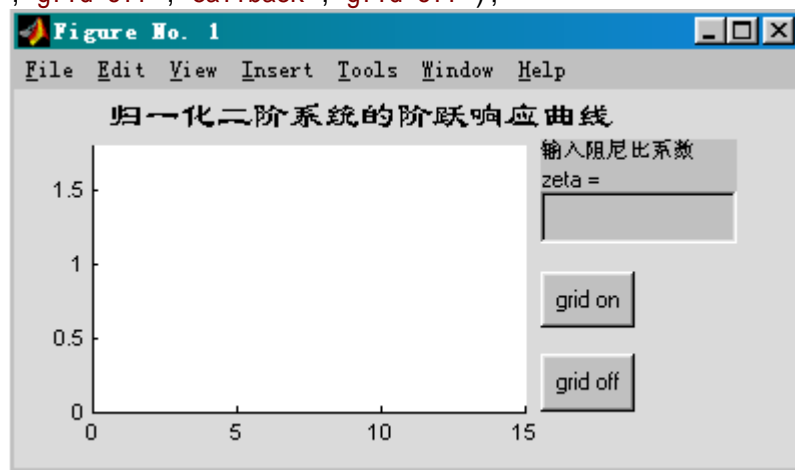 ,'grid off','callback','grid off');
Figure No. 1
File Edit View Insert Tools Window Help
归一化二阶系统的阶跃响应曲线
输入阻尼比系数
zeta =
1.5
1
0.5
0
0 5 10 15
grid on
grid off